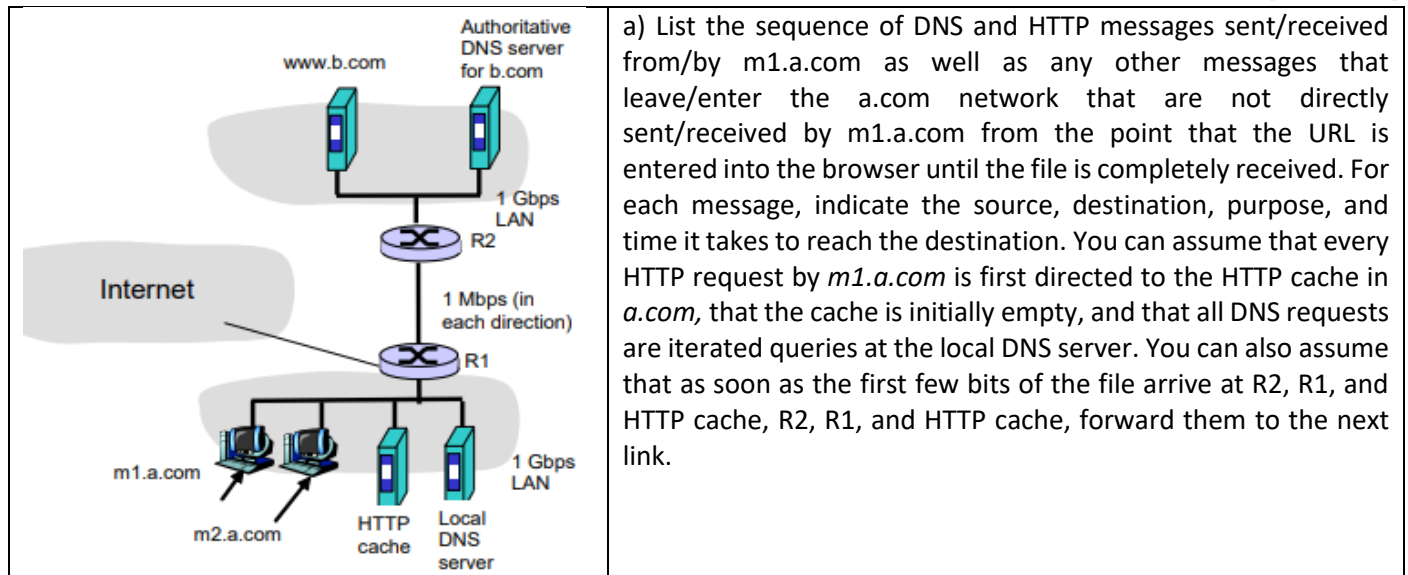 Authoritative
DNS server
for b.com
www.b.com
1 Gbps
LAN
R2
Internet
1 Mbps (in
each direction)
R1
m1.a.com
1 Gbps
LAN
m2.a.com
HTTP
cache
Local
DNS
server
a) List the sequence of DNS and HTTP messages sent/received
from/by m1.a.com as well as any other messages that
leave/enter the a.com network that are not directly
sent/received by m1.a.com from the point that the URL is
entered into the browser until the file is completely received. For
each message, indicate the source, destination, purpose, and
time it takes to reach the destination. You can assume that every
HTTP request by m1.a.com is first directed to the HTTP cache in
a.com, that the cache is initially empty, and that all DNS requests
are iterated queries at the local DNS server. You can also assume
that as soon as the first few bits of the file arrive at R2, R1, and
HTTP cache, R2, R1, and HTTP cache, forward them to the next
link.